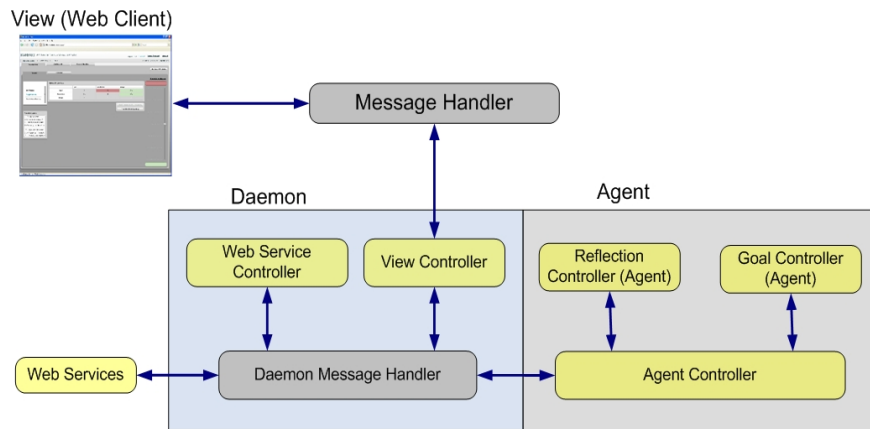 View (Web Client)
Message Handler
Daemon
Agent
Web Service
Controller
View Controller
Reflection
Controller (Agent)
Goal Controller
(Agent)
Web Services
Daemon Message Handler
Agent Controller